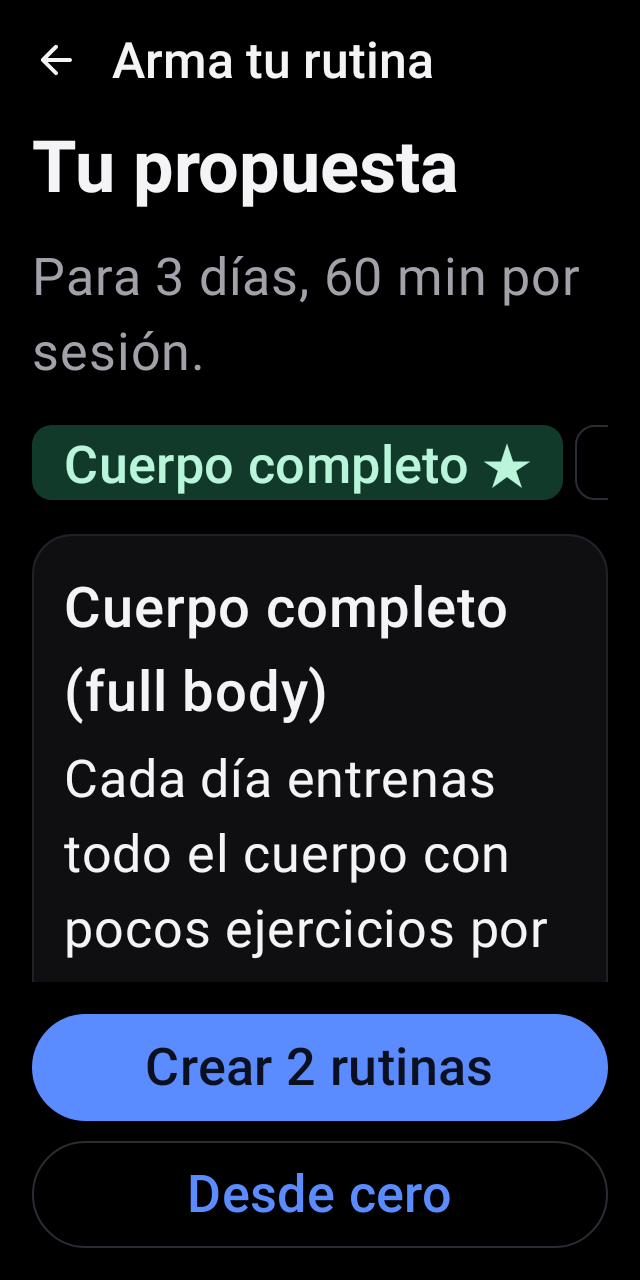 Arma tu rutina
Tu propuesta
Para 3 días, 60 min por
sesión.
Cuerpo completo ★
Cuerpo completo
(full body)
Cada día entrenas
todo el cuerpo con
pocos ejercicios por
Crear 2 rutinas
Desde cero